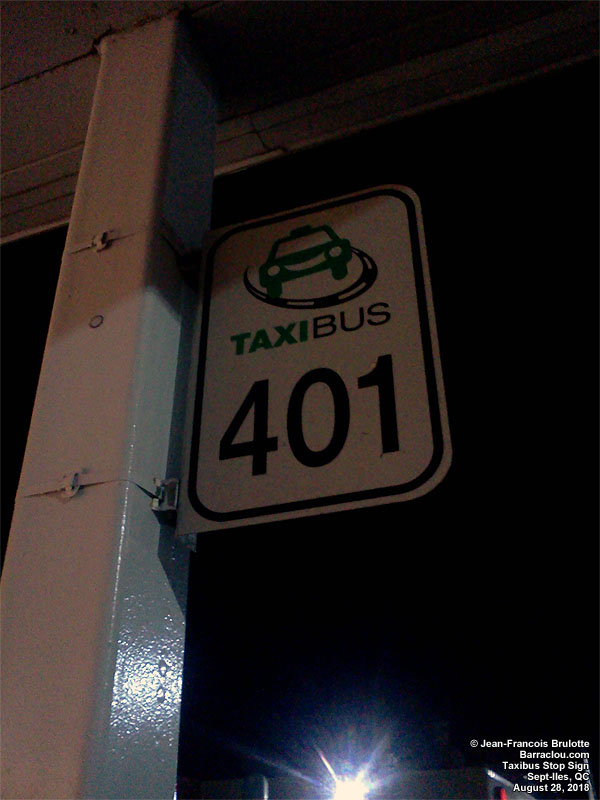 TAXIBUS
401
© Jean-Francois Brulotte
Barraclou.com
Taxibus Stop Sign
Sept-Iles, QC
August 28, 2018